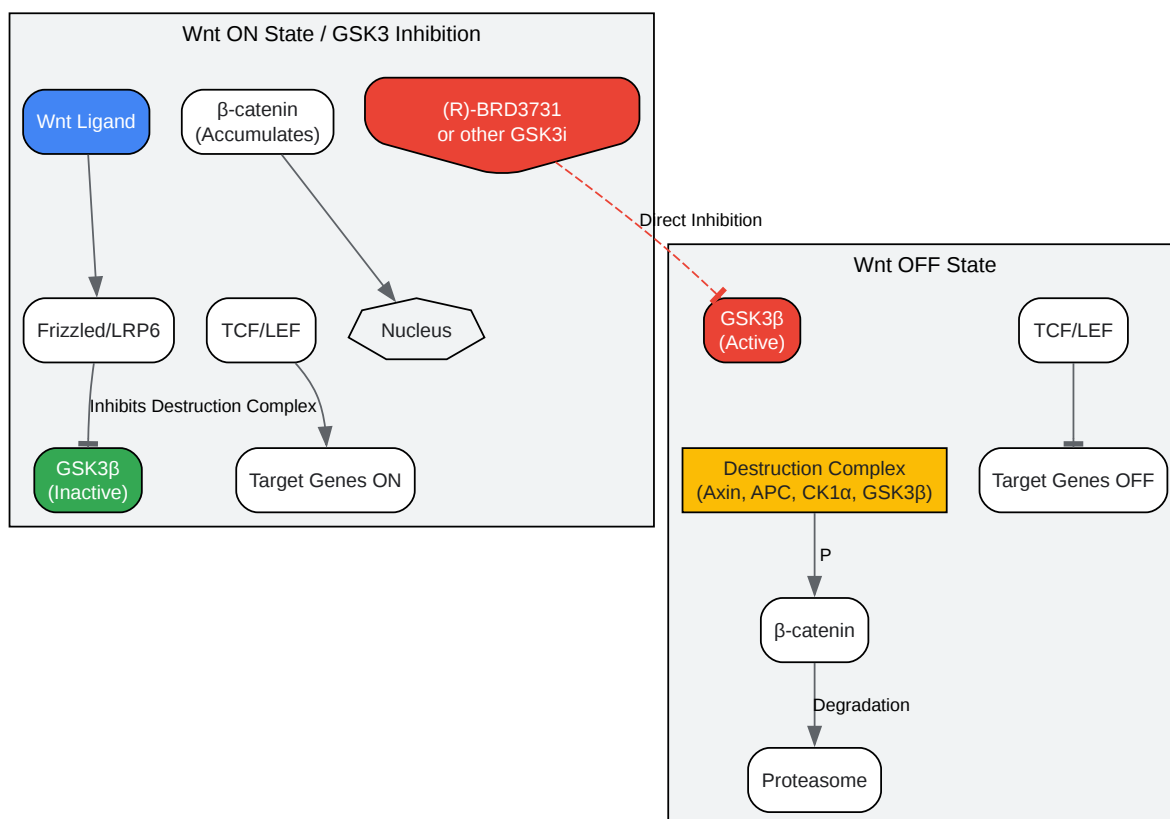 Wnt ON State / GSK3 Inhibition
Wnt Ligand
β-catenin
(Accumulates)
(R)-BRD3731
or other GSK3i
Direct Inhibition
Frizzled/LRP6
TCF/LEF
Nucleus
Inhibits Destruction Complex
GSK3β
(Inactive)
Target Genes ON
Wnt OFF State
GSK3β
(Active)
TCF/LEF
Destruction Complex
(Axin, APC, CK1α, GSK3β)
Target Genes OFF
P
β-catenin
Degradation
Proteasome